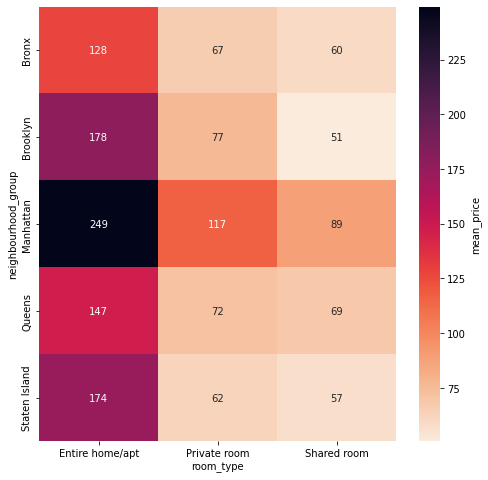 neighbourhood_group
Bronx
128 67 60
Brooklyn
178 77 51
Manhattan
249 117 89
Queens
147 72 69
Staten Island
174 62 57
Entire home/apt Private room Shared room
room_type
225
200
175
150
125
100
75
mean_price